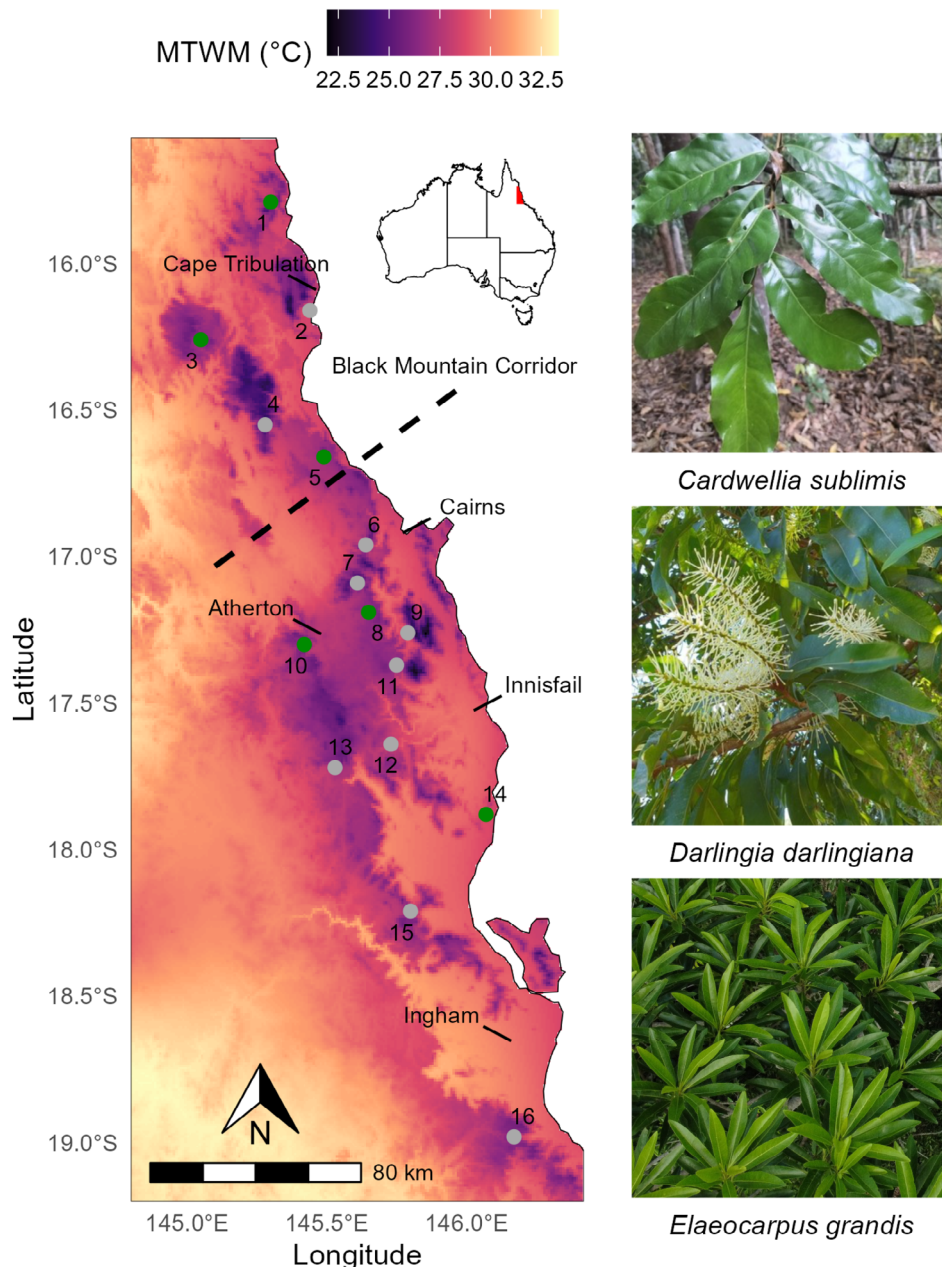 MTWM (°C)
22.5 25.0 27.5 30.0 32.5
1
16.0°S
Cape Tribulation
2
3
Black Mountain Corridor
4
16.5°S
5
Cardwellia sublimis
Cairns
6
17.0°S
7
Atherton
9
8
10
11
Innisfail
17.5°S
Latitude
13
12
14
18.0°S
Darlingia darlingiana
15
18.5°S
Ingham
16
N
19.0°S
80 km
145.0°E 145.5°E 146.0°E
Elaeocarpus grandis
Longitude